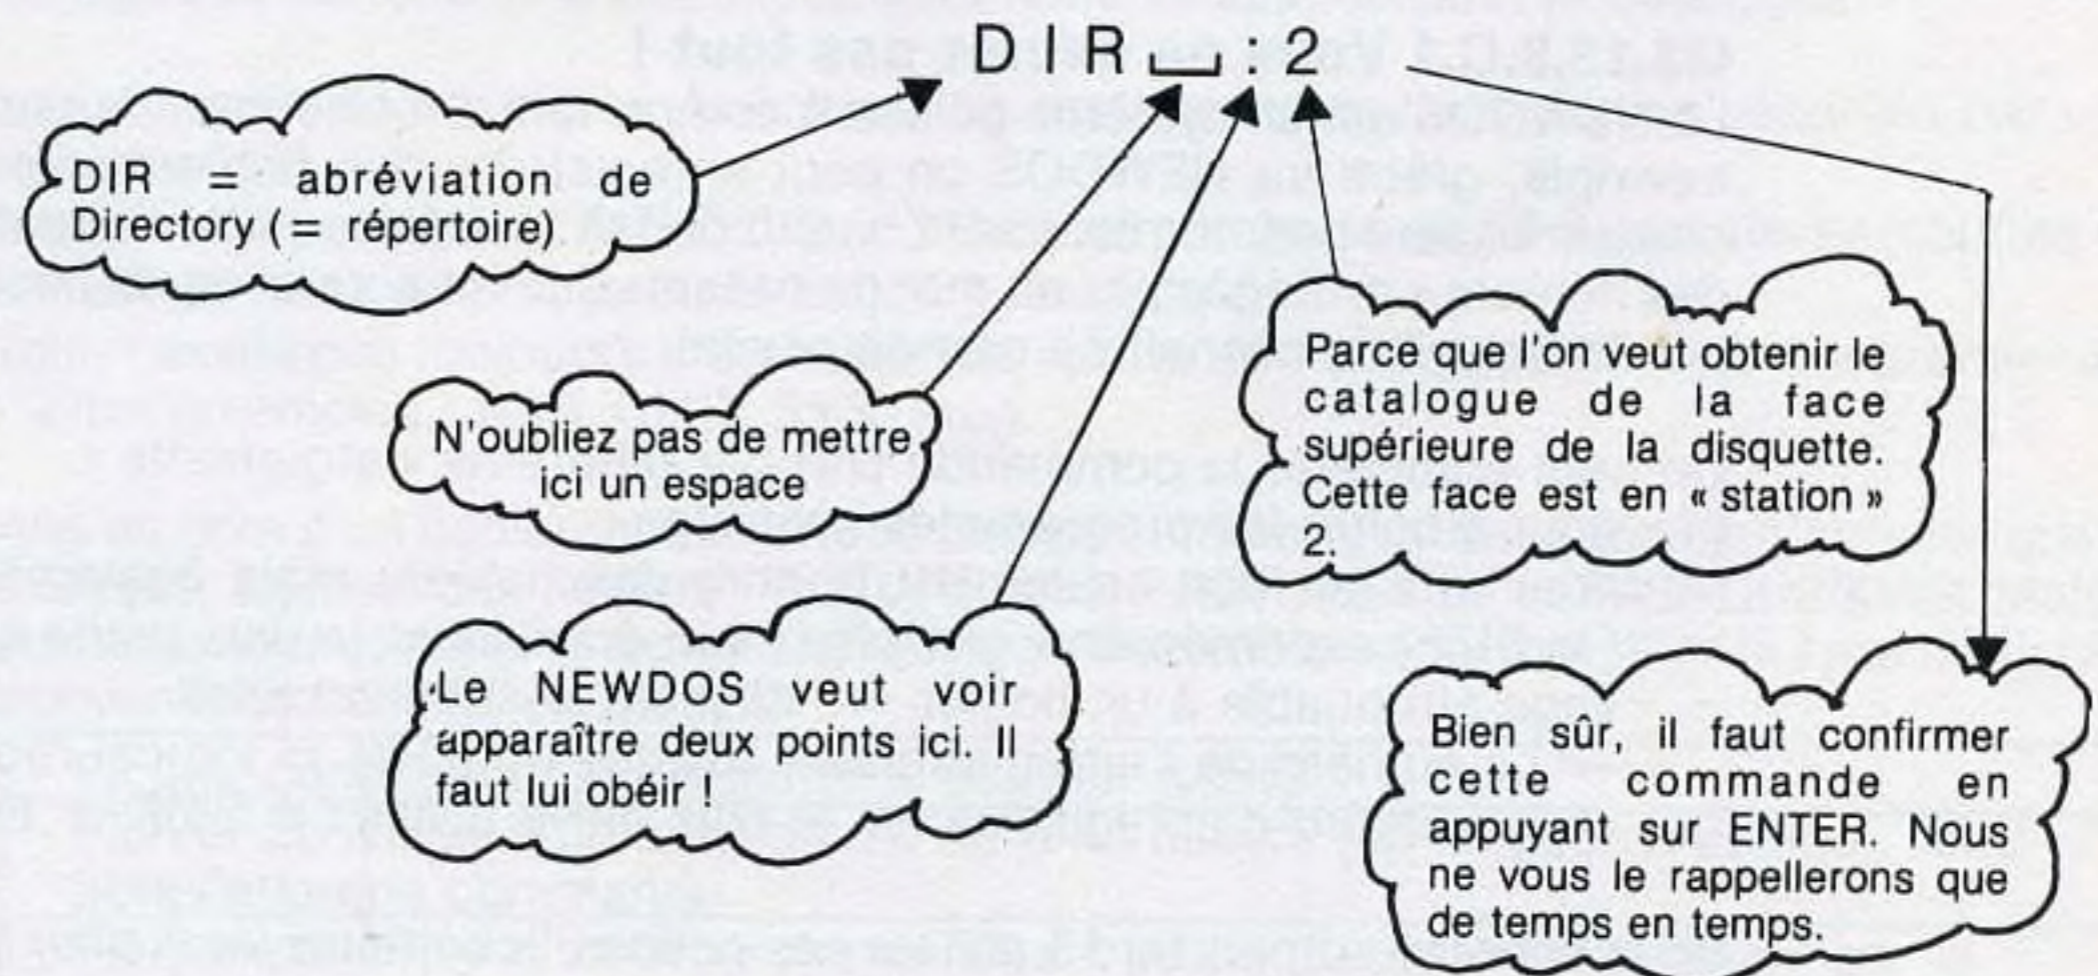 DIR⎵:2
DIR = abréviation de
Directory (= répertoire)
N'oubliez pas de mettre
ici un espace
Le NEWDOS veut voir
apparaître deux points ici. Il
faut lui obéir !
Parce que l'on veut obtenir le
catalogue de la face
supérieure de la disquette.
Cette face est en « station »
2.
Bien sûr, il faut confirmer
cette commande en
appuyant sur ENTER. Nous
ne vous le rappellerons que
de temps en temps.